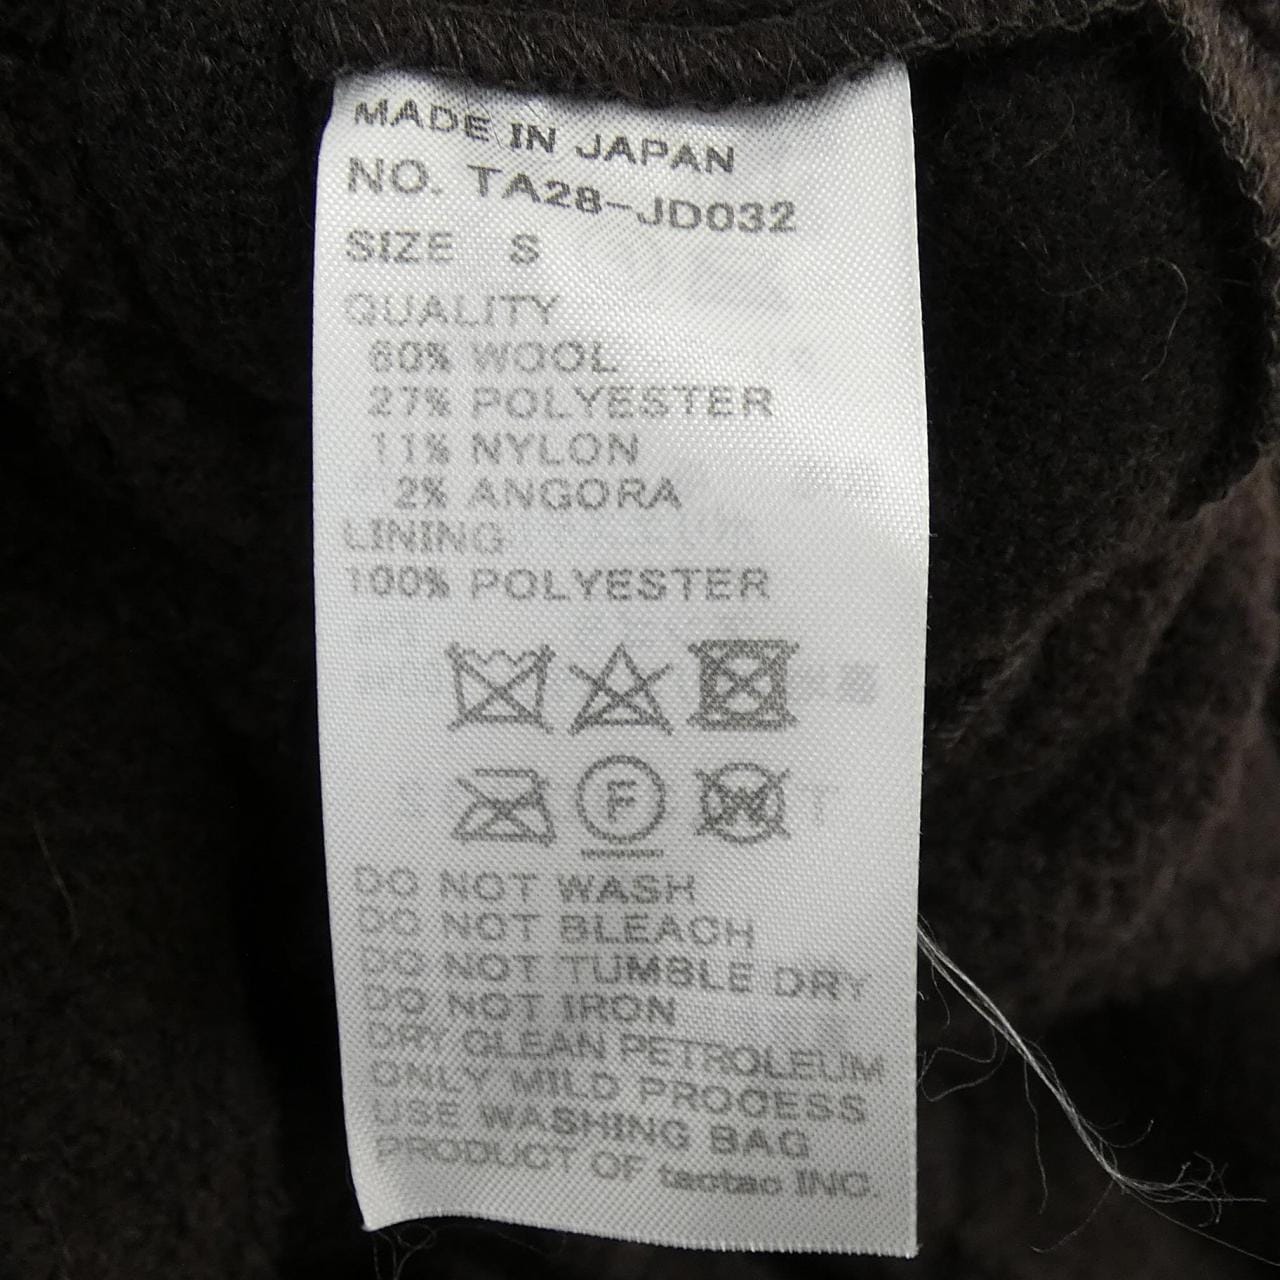 MADE IN JAPAN
NO. TA28-JD032
SIZE S
QUALITY
60% WOOL
27% POLYESTER
11% NYLON
2% ANGORA
LINING
100% POLYESTER
F
W
DO NOT WASH
DO NOT BLEACH
DO NOT TUMBLE DRY
DO NOT IRON
DRY CLEAN PETROLEUM
ONLY MILD PROCESS
USE WASHING BAG
PRODUCT OF taotao INC.